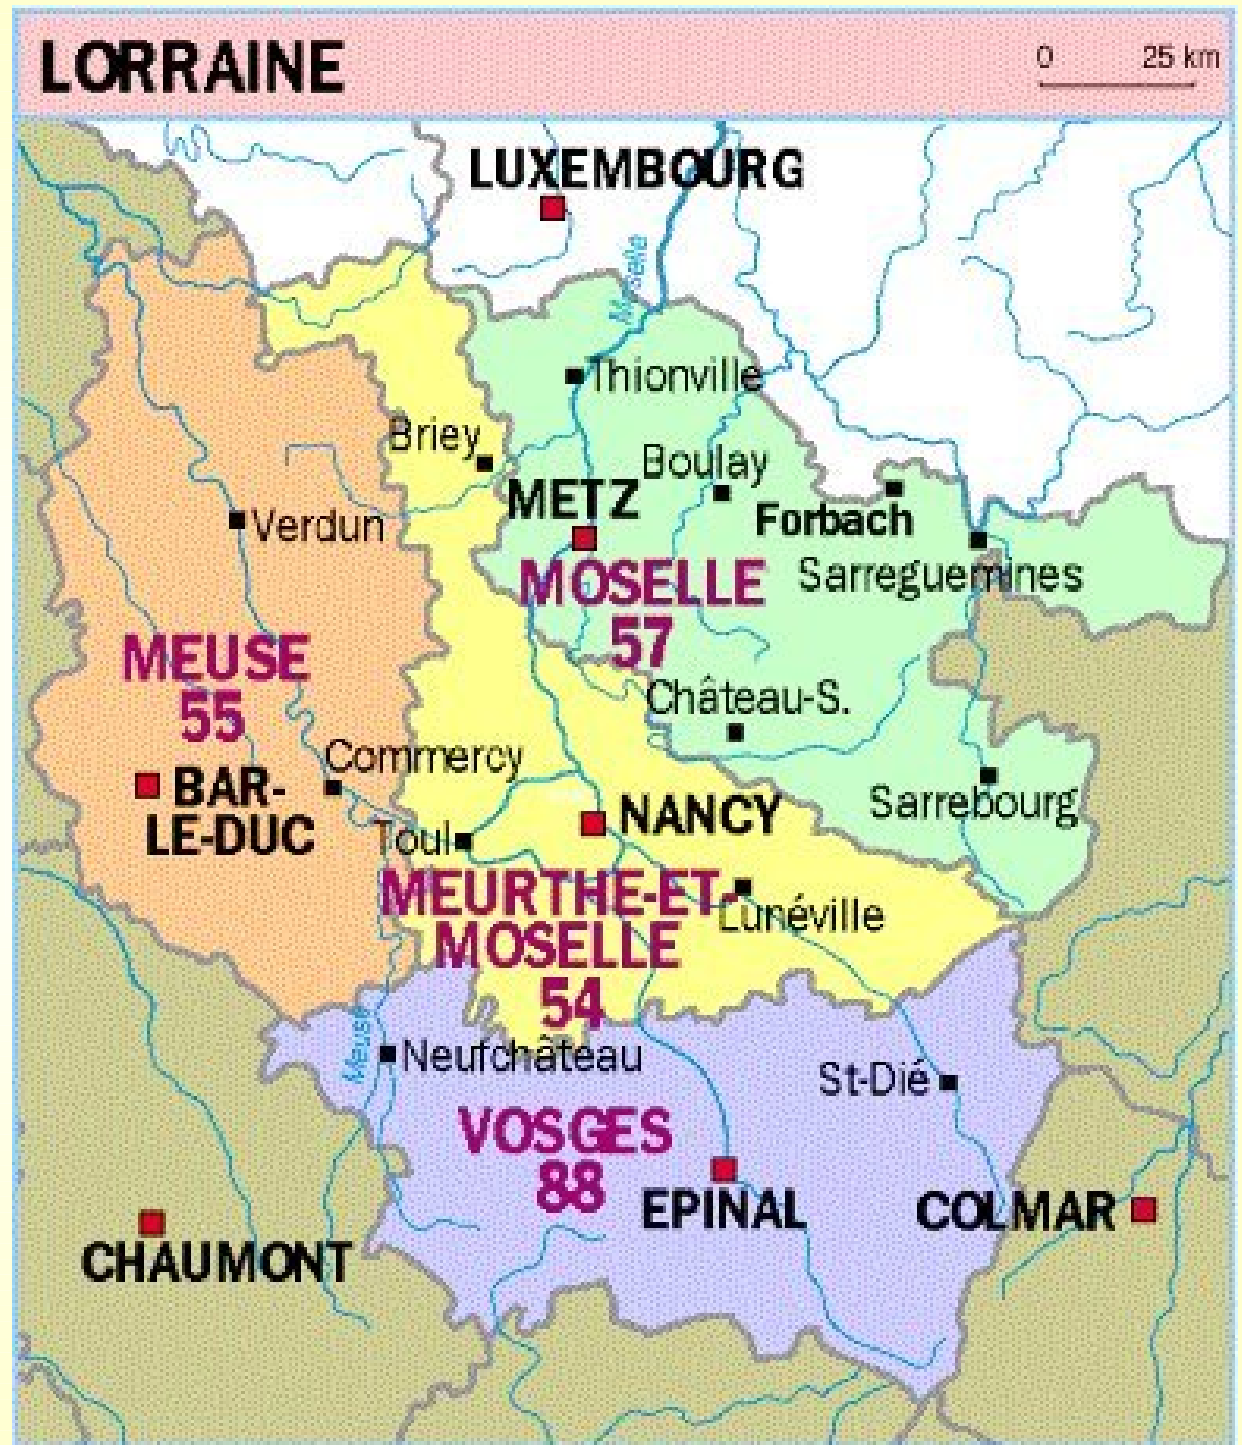 LORRAINE
0 25 km
LUXEMBOURG
Moselle
Thionville
Briey
Boulay
METZ
Forbach
Verdun
Sarreguemines
MOSELLE
57
MEUSE
55
Château-S.
Commercy
BAR-
LE-DUC
Sarrebourg
NANCY
Toul
MEURTHE-ET-
MOSELLE
54
Lunéville
Meuse
Neufchâteau
St-Dié
VOSGES
88
EPINAL
COLMAR
CHAUMONT